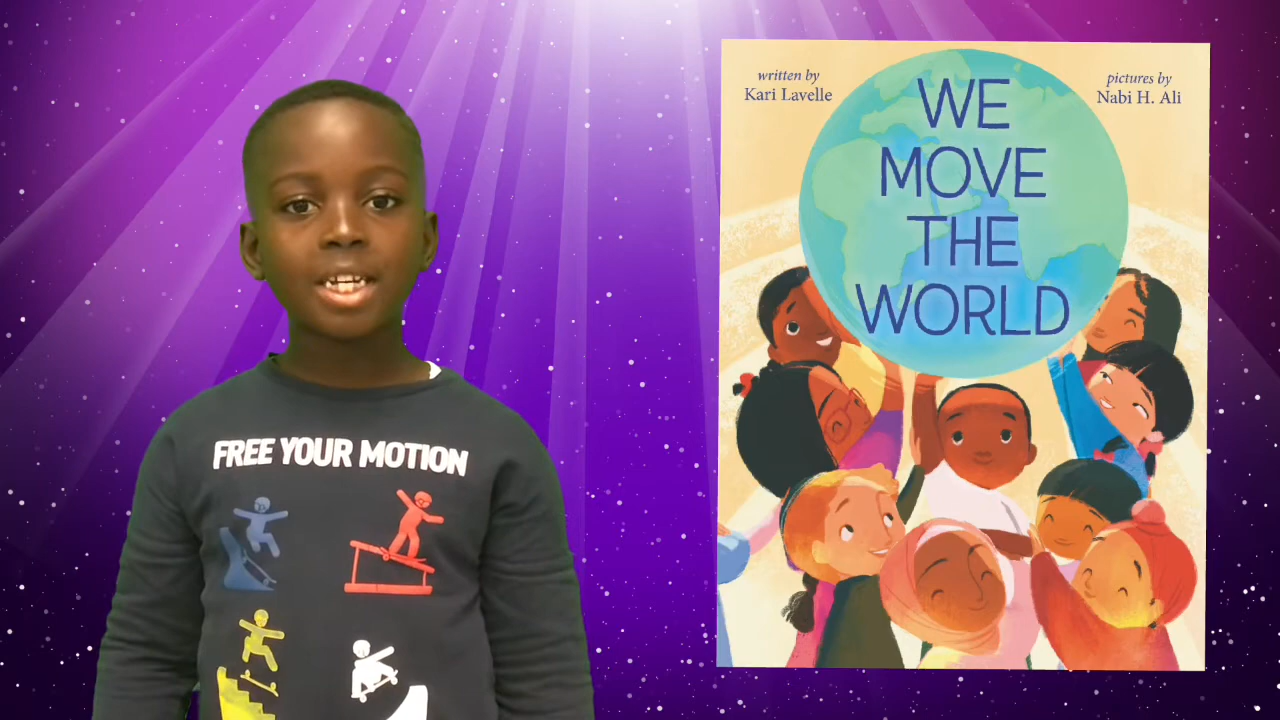 FREE YOUR MOTION
written by
Kari Lavelle
pictures by
Nabi H. Ali
WE
MOVE
THE
WORLD